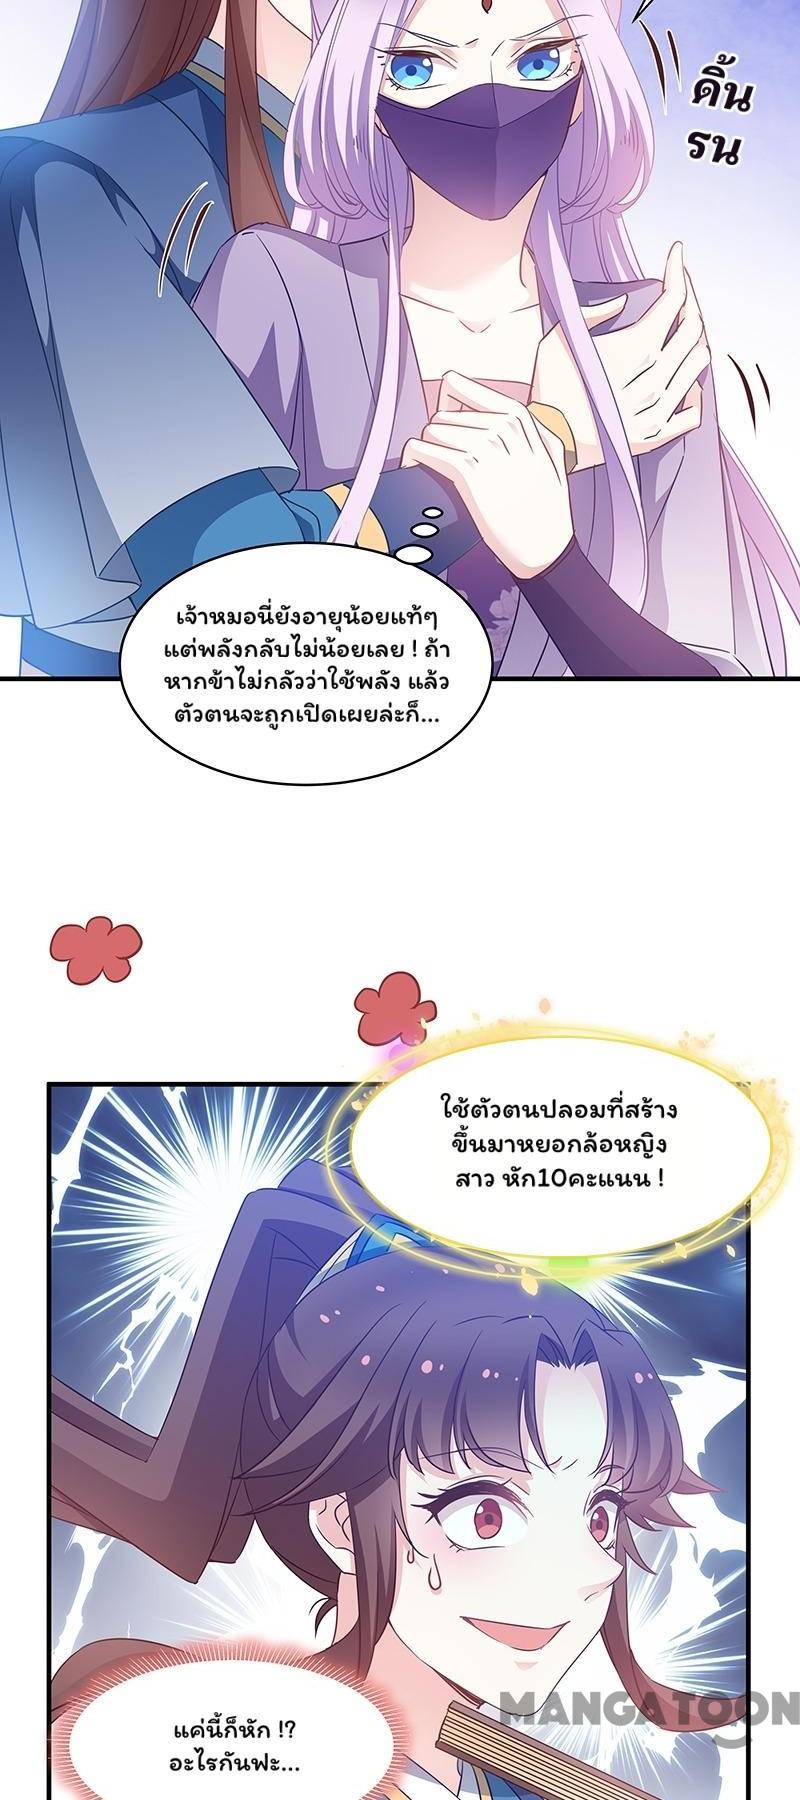 ดิ้น
รน
เจ้าหมอนี่ยังอายุน้อยแท้ๆ
แต่พลังกลับไม่น้อยเลย ! ถ้า
หากข้าไม่กลัวว่าใช้พลัง แล้ว
ตัวตนจะถูกเปิดเผยล่ะก็...
ใช้ตัวตนปลอมที่สร้าง
ขึ้นมาหยอกล้อหญิง
สาว หัก10คะแนน !
MANGATOON
แค่นี้ก็หัก !?
อะไรกันฟะ...